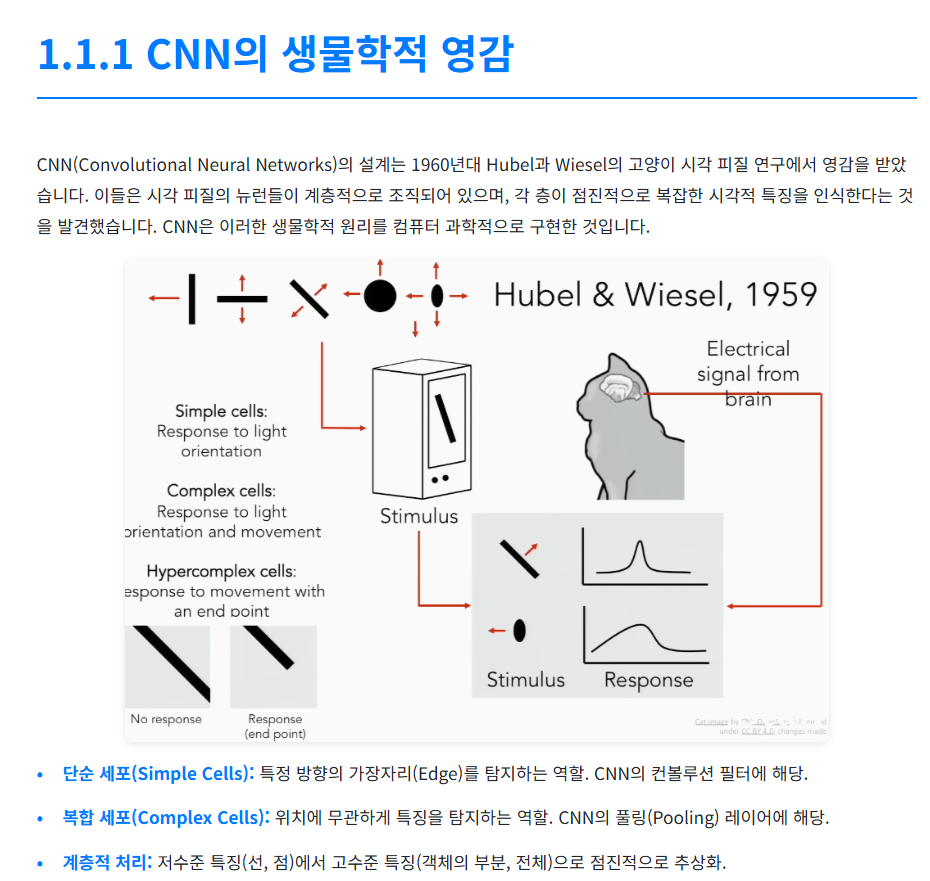 1.1.1 CNN의 생물학적 영감
CNN(Convolutional Neural Networks)의 설계는 1960년대 Hubel과 Wiesel의 고양이 시각 피질 연구에서 영감을 받았
습니다. 이들은 시각 피질의 뉴런들이 계층적으로 조직되어 있으며, 각 층이 점진적으로 복잡한 시각적 특징을 인식한다는 것
을 발견했습니다. CNN은 이러한 생물학적 원리를 컴퓨터 과학적으로 구현한 것입니다.
Hubel & Wiesel, 1959
Electrical
signal from
brain
Simple cells:
Response to light
orientation
Complex cells:
Response to light
orientation and movement
Hypercomplex cells:
esponse to movement with
an end point
No response
Response
(end point)
Stimulus
Stimulus
Response
Cat image by
under CC BY 4.0; changes made
• 단순 세포(Simple Cells): 특정 방향의 가장자리(Edge)를 탐지하는 역할. CNN의 컨볼루션 필터에 해당.
• 복합 세포(Complex Cells): 위치에 무관하게 특징을 탐지하는 역할. CNN의 풀링(Pooling) 레이어에 해당.
• 계층적 처리: 저수준 특징(선, 점)에서 고수준 특징(객체의 부분, 전체)으로 점진적으로 추상화.